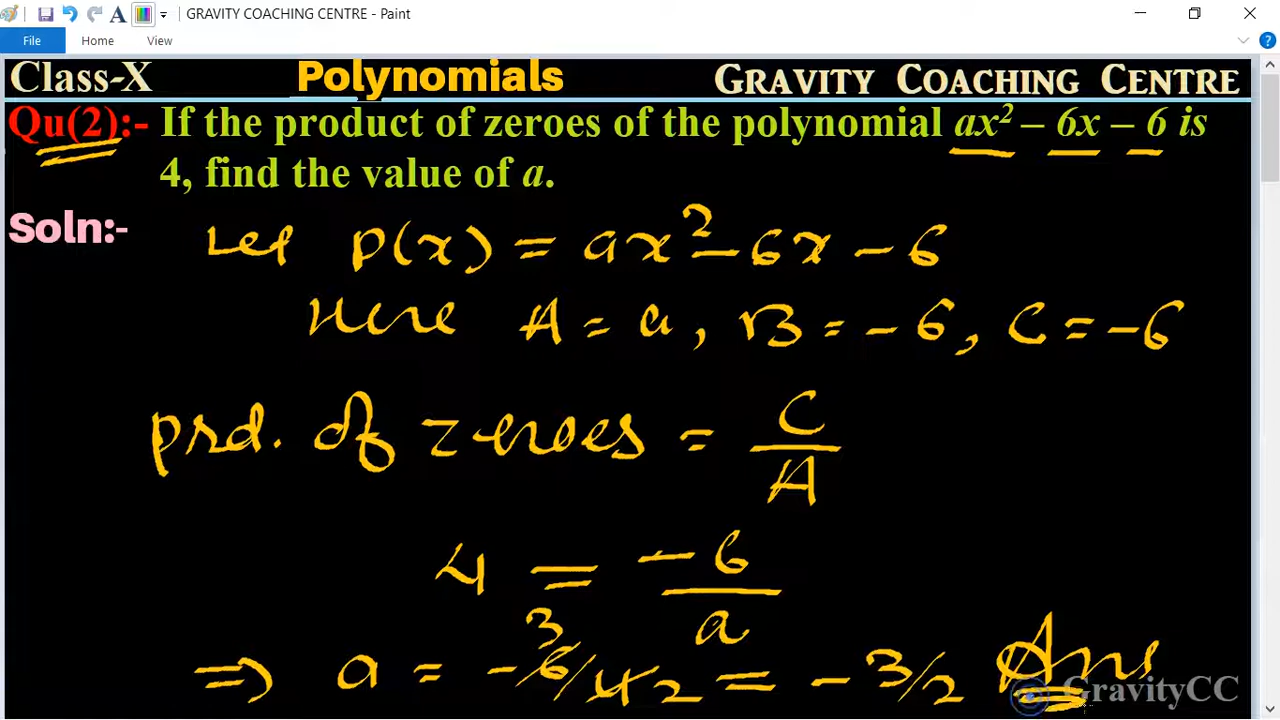 GRAVITY COACHING CENTRE - Paint
File Home View
Class-X Polynomials GRAVITY COACHING CENTRE
Qu(2):- If the product of zeroes of the polynomial ax² – 6x – 6 is
4, find the value of a.
Soln:- Let p(x) = ax² - 6x - 6
Here A = a, B = -6, C = -6
prd. of zeroes = C/A
4 = -6/a
⇒ a = -6/4 3 2 = -3/2 Ans
GravityCC